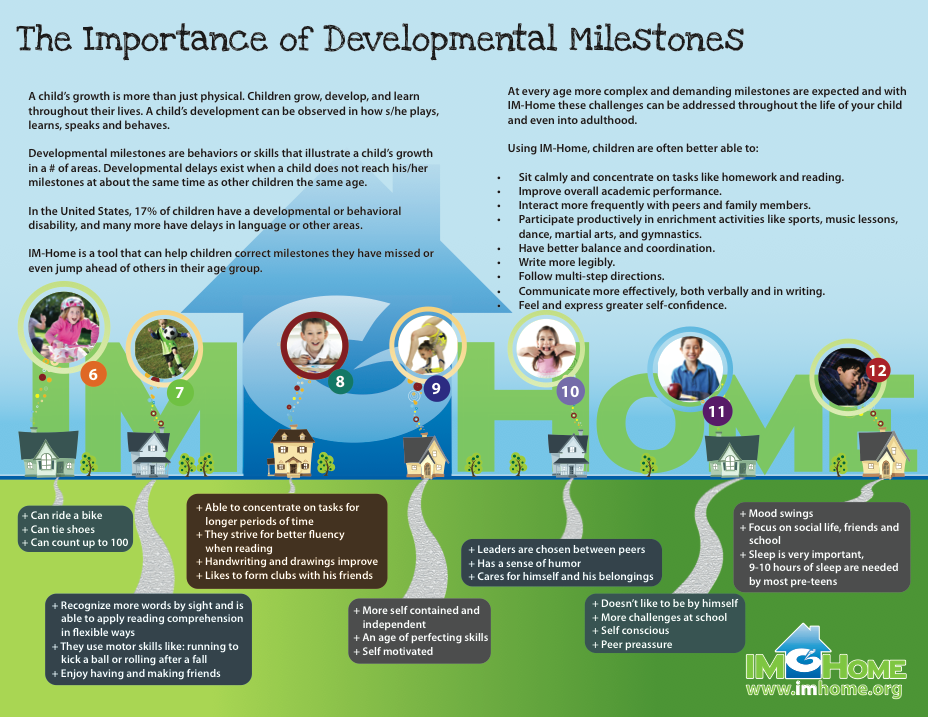 The Importance of Developmental Milestones
A child's growth is more than just physical. Children grow, develop, and learn
throughout their lives. A child's development can be observed in how s/he plays,
learns, speaks and behaves.
Developmental milestones are behaviors or skills that illustrate a child's growth
in a # of areas. Developmental delays exist when a child does not reach his/her
milestones at about the same time as other children the same age.
In the United States, 17% of children have a developmental or behavioral
disability, and many more have delays in language or other areas.
IM-Home is a tool that can help children correct milestones they have missed or
even jump ahead of others in their age group.
At every age more complex and demanding milestones are expected and with
IM-Home these challenges can be addressed throughout the life of your child
and even into adulthood.
Using IM-Home, children are often better able to:
• Sit calmly and concentrate on tasks like homework and reading.
• Improve overall academic performance.
• Interact more frequently with peers and family members.
• Participate productively in enrichment activities like sports, music lessons,
dance, martial arts, and gymnastics.
• Have better balance and coordination.
• Write more legibly.
• Follow multi-step directions.
• Communicate more effectively, both verbally and in writing.
• Feel and express greater self-confidence.
IM HOME
6
7
8
9
10
11
12
+ Can ride a bike
+ Can tie shoes
+ Can count up to 100
+ Recognize more words by sight and is
able to apply reading comprehension
in flexible ways
+ They use motor skills like: running to
kick a ball or rolling after a fall
+ Enjoy having and making friends
+ Able to concentrate on tasks for
longer periods of time
+ They strive for better fluency
when reading
+ Handwriting and drawings improve
+ Likes to form clubs with his friends
+ More self contained and
independent
+ An age of perfecting skills
+ Self motivated
+ Leaders are chosen between peers
+ Has a sense of humor
+ Cares for himself and his belongings
+ Doesn't like to be by himself
+ More challenges at school
+ Self conscious
+ Peer preassure
+ Mood swings
+ Focus on social life, friends and
school
+ Sleep is very important,
9-10 hours of sleep are needed
by most pre-teens
IM HOME
www.imhome.org